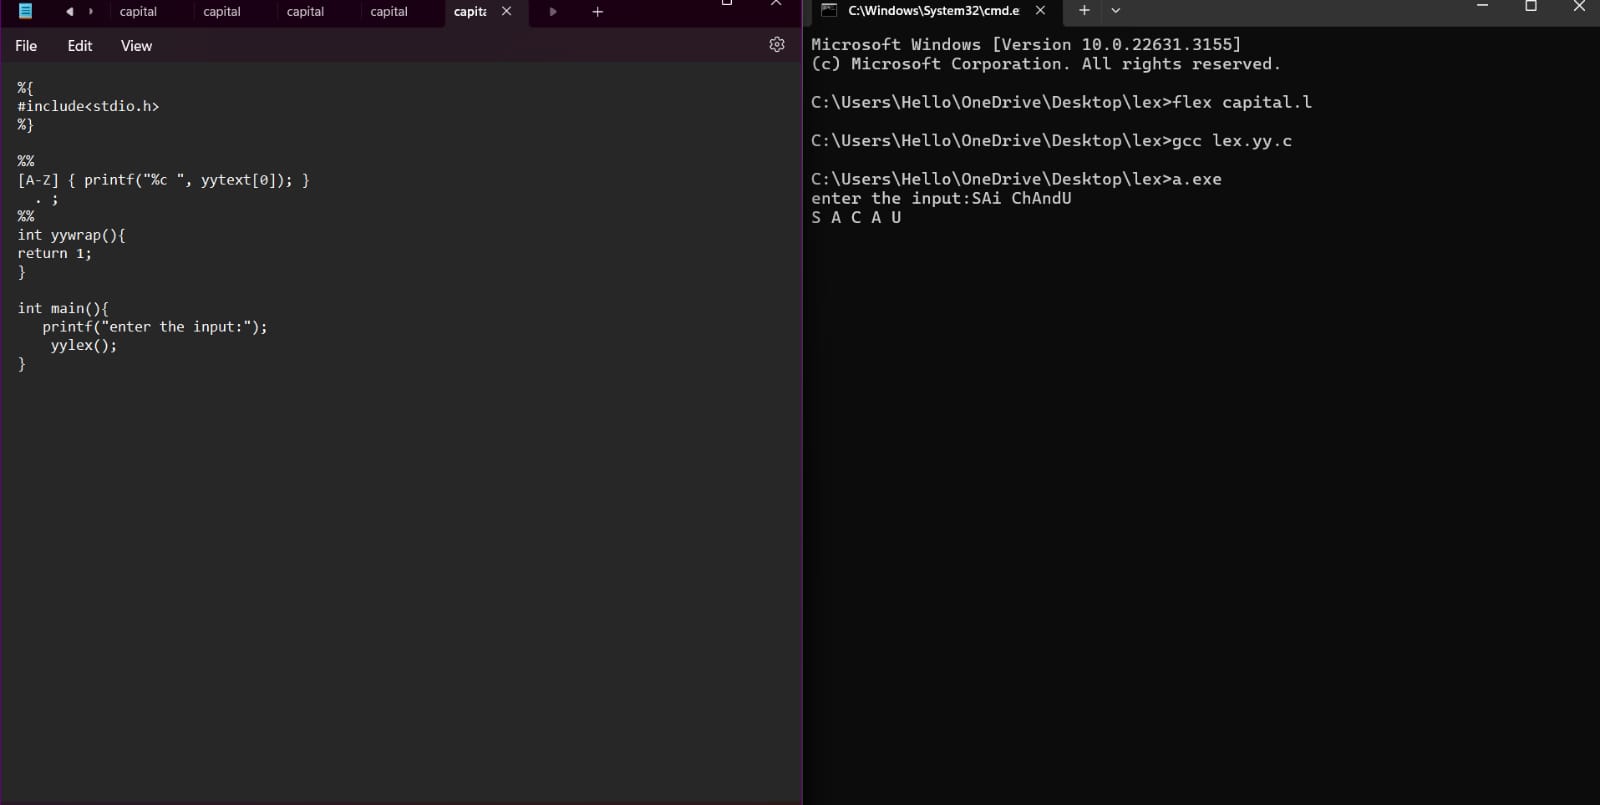 capital capital capital capital capita
File Edit View
%{
#include<stdio.h>
%}
%%
[A-Z] { printf("%c ", yytext[0]); }
. ;
%%
int yywrap(){
return 1;
}
int main(){
printf("enter the input:");
yylex();
}
C:\Windows\System32\cmd.e
Microsoft Windows [Version 10.0.22631.3155]
(c) Microsoft Corporation. All rights reserved.
C:\Users\Hello\OneDrive\Desktop\lex>flex capital.l
C:\Users\Hello\OneDrive\Desktop\lex>gcc lex.yy.c
C:\Users\Hello\OneDrive\Desktop\lex>a.exe
enter the input:SAi ChAndU
S A C A U